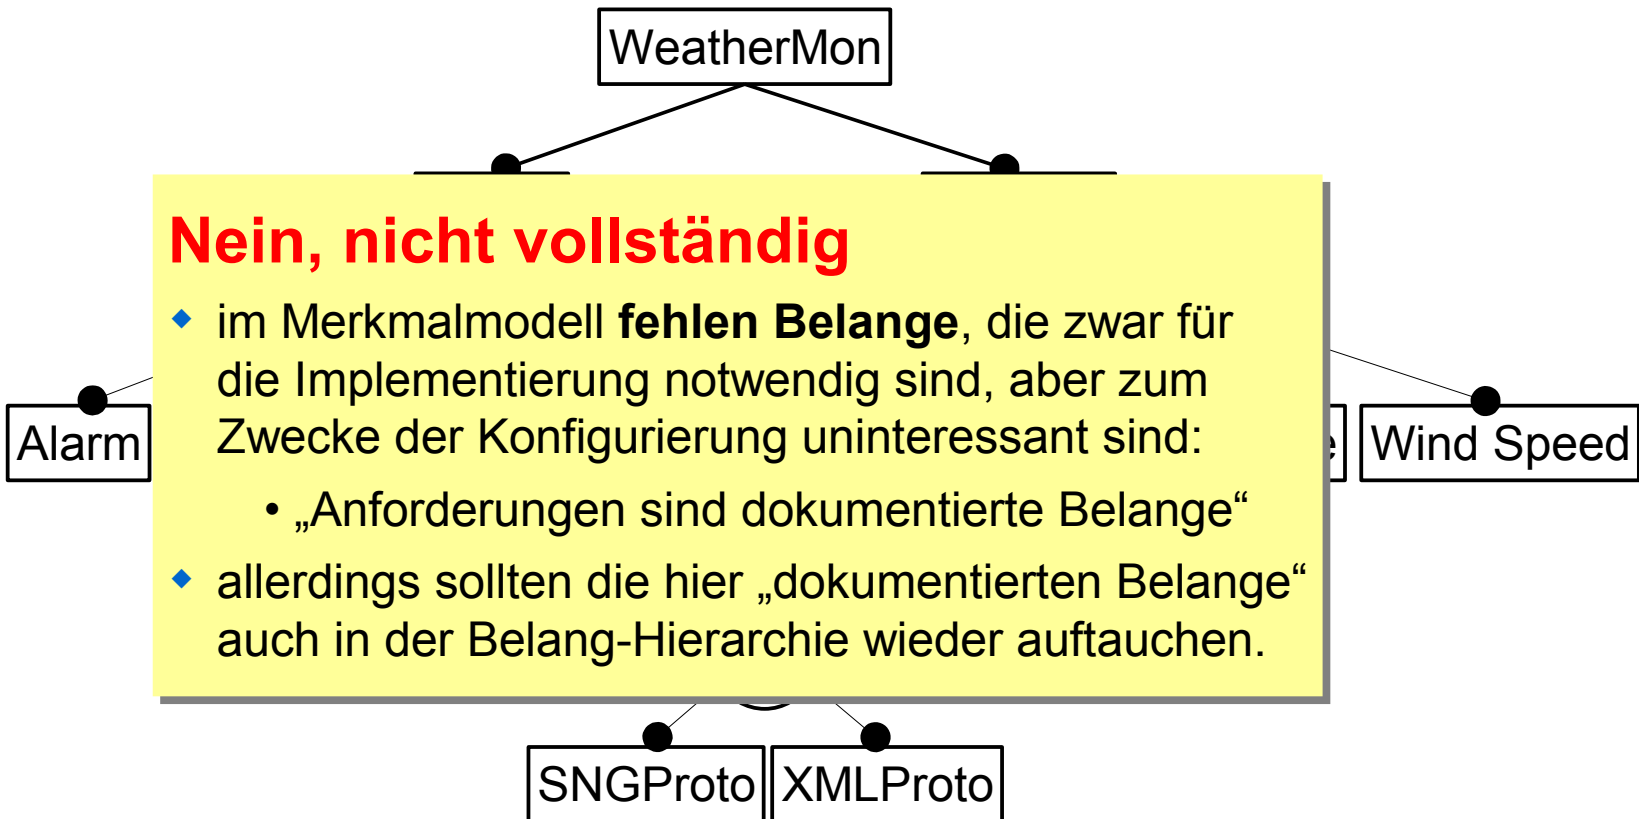 WeatherMon
Nein, nicht vollständig
im Merkmalmodell fehlen Belange, die zwar für
die Implementierung notwendig sind, aber zum
Zwecke der Konfigurierung uninteressant sind:
• „Anforderungen sind dokumentierte Belange“
allerdings sollten die hier „dokumentierten Belange“
auch in der Belang-Hierarchie wieder auftauchen.
Alarm
Wind Speed
SNGProto
XMLProto